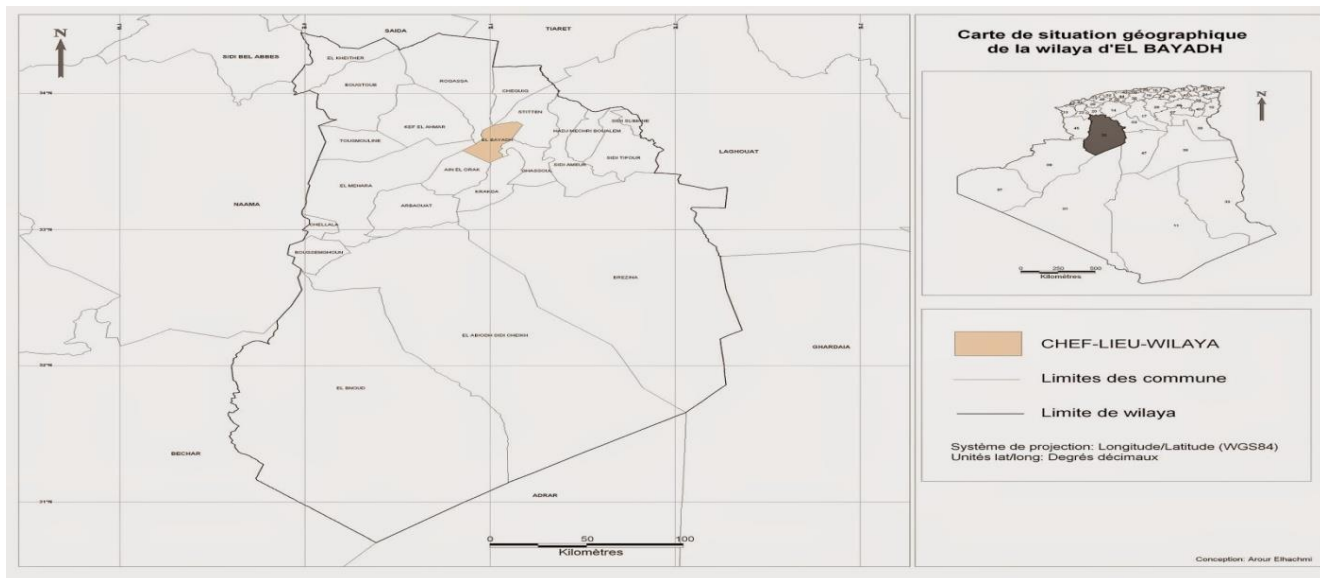 Carte de situation géographique
de la wilaya d'EL BAYADH
N
N
SAIDA
TIARET
SIDI BEL ABBES
EL KHEITHER
BOUGTOUB
ROGASSA
CHEGUIG
STITTEN
KEF EL AHMAR
EL BAYADH
HADJ MECHRI BOUALEM
TOUSMOULINE
SIDI TIFOUR
SIDI AMEUR
LAGHOUAT
AIN EL ORAK
EL MEHARA
KRAKDA
ARBAOUAT
NAAMA
CHELLALA
BOUSSEMGHOUN
BREZINA
EL ABIODH SIDI CHEIKH
GHARDAIA
EL BNOUD
BECHAR
ADRAR
0 50 100
Kilomètres
0 250 500
Kilomètres
CHEF-LIEU-WILAYA
Limites des commune
Limite de wilaya
Système de projection: Longitude/Latitude (WGS84)
Unités lat/long: Degrés décimaux
Conception: Arour Elhachmi